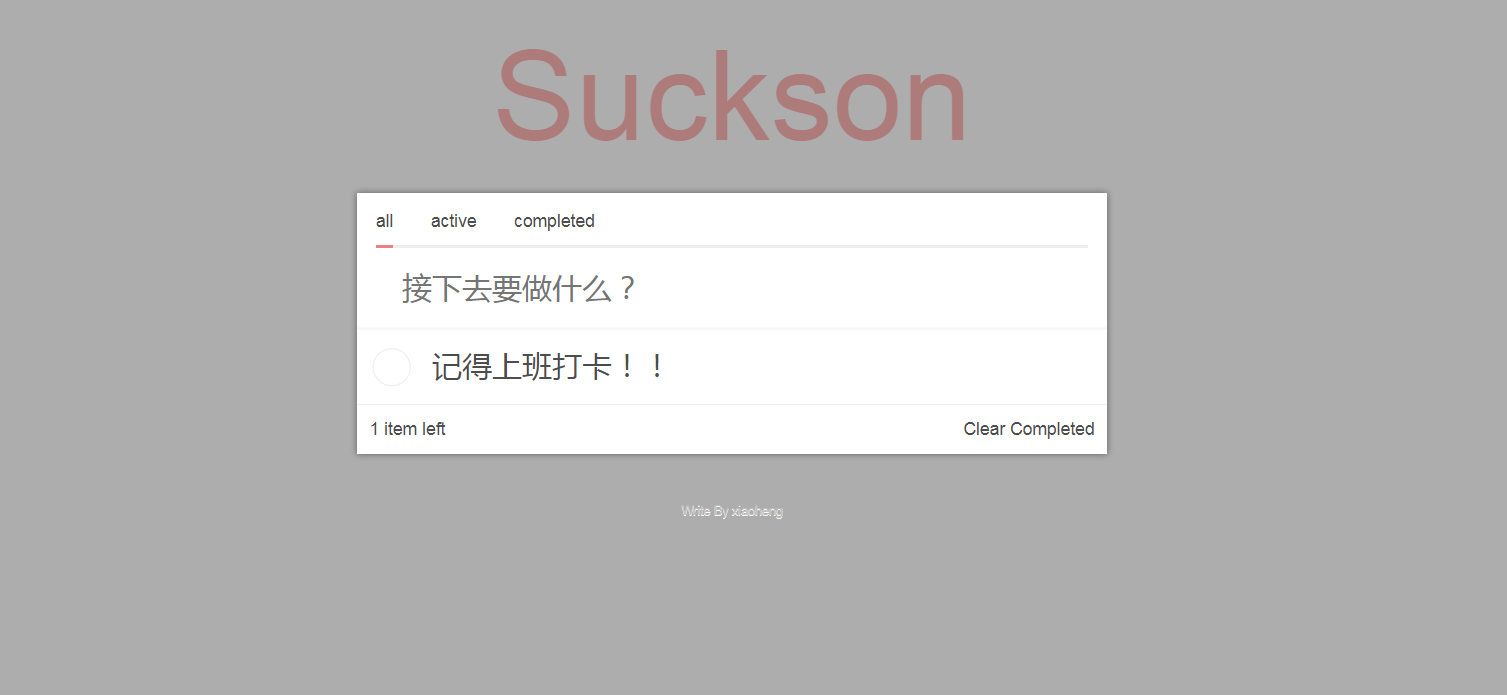 Suckson
all active completed
接下去要做什么？
记得上班打卡！！
1 item left Clear Completed
Write By xiaoheng